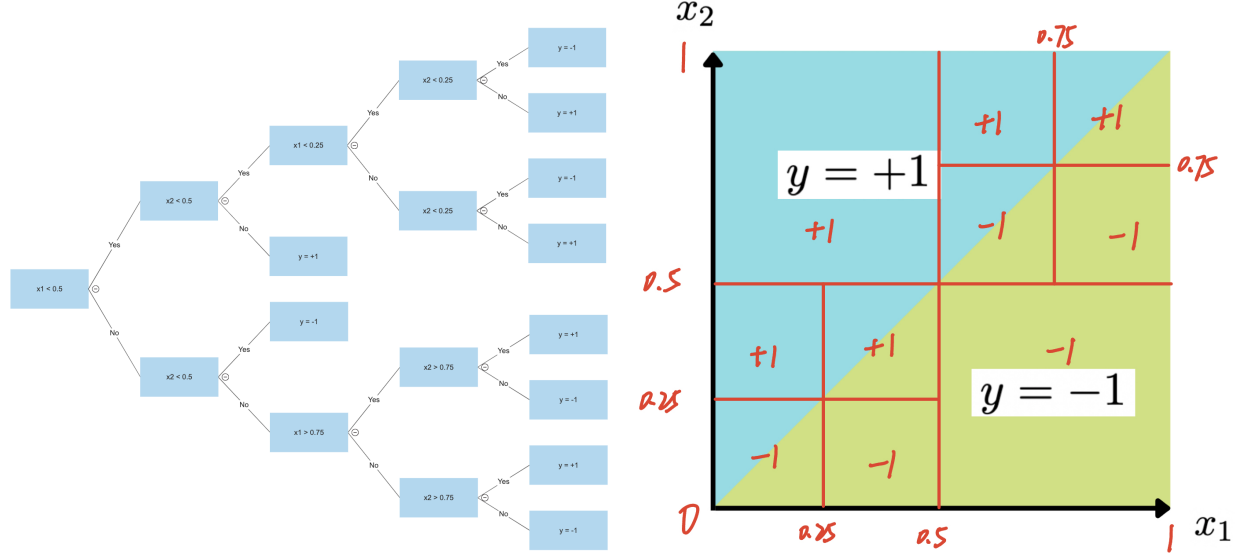 x1 < 0.5
Yes
No
x2 < 0.5
Yes
No
x1 < 0.25
Yes
No
x2 < 0.25
Yes
No
y = -1
y = +1
x2 < 0.25
Yes
No
y = -1
y = +1
y = +1
x2 < 0.5
Yes
No
y = -1
x1 > 0.75
Yes
No
x2 > 0.75
Yes
No
y = +1
y = -1
x2 > 0.75
Yes
No
y = +1
y = -1
x₂
1
0.75
+1
+1
y = +1
0.75
+1
-1
-1
0.5
+1
+1
-1
y = −1
0.25
-1
-1
0
0.25
0.5
1
x₁